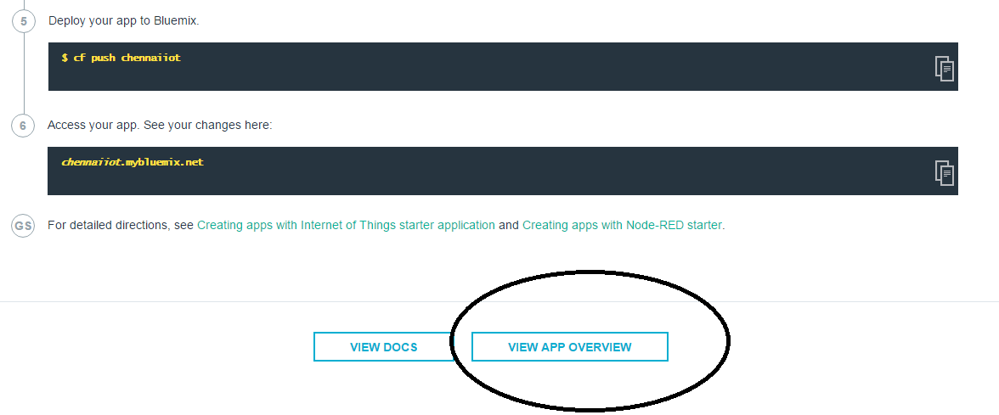 5 Deploy your app to Bluemix.
$ cf push chennaiiot
6 Access your app. See your changes here:
chennaiiot.mybluemix.net
GS For detailed directions, see Creating apps with Internet of Things starter application and Creating apps with Node-RED starter.
VIEW DOCS VIEW APP OVERVIEW